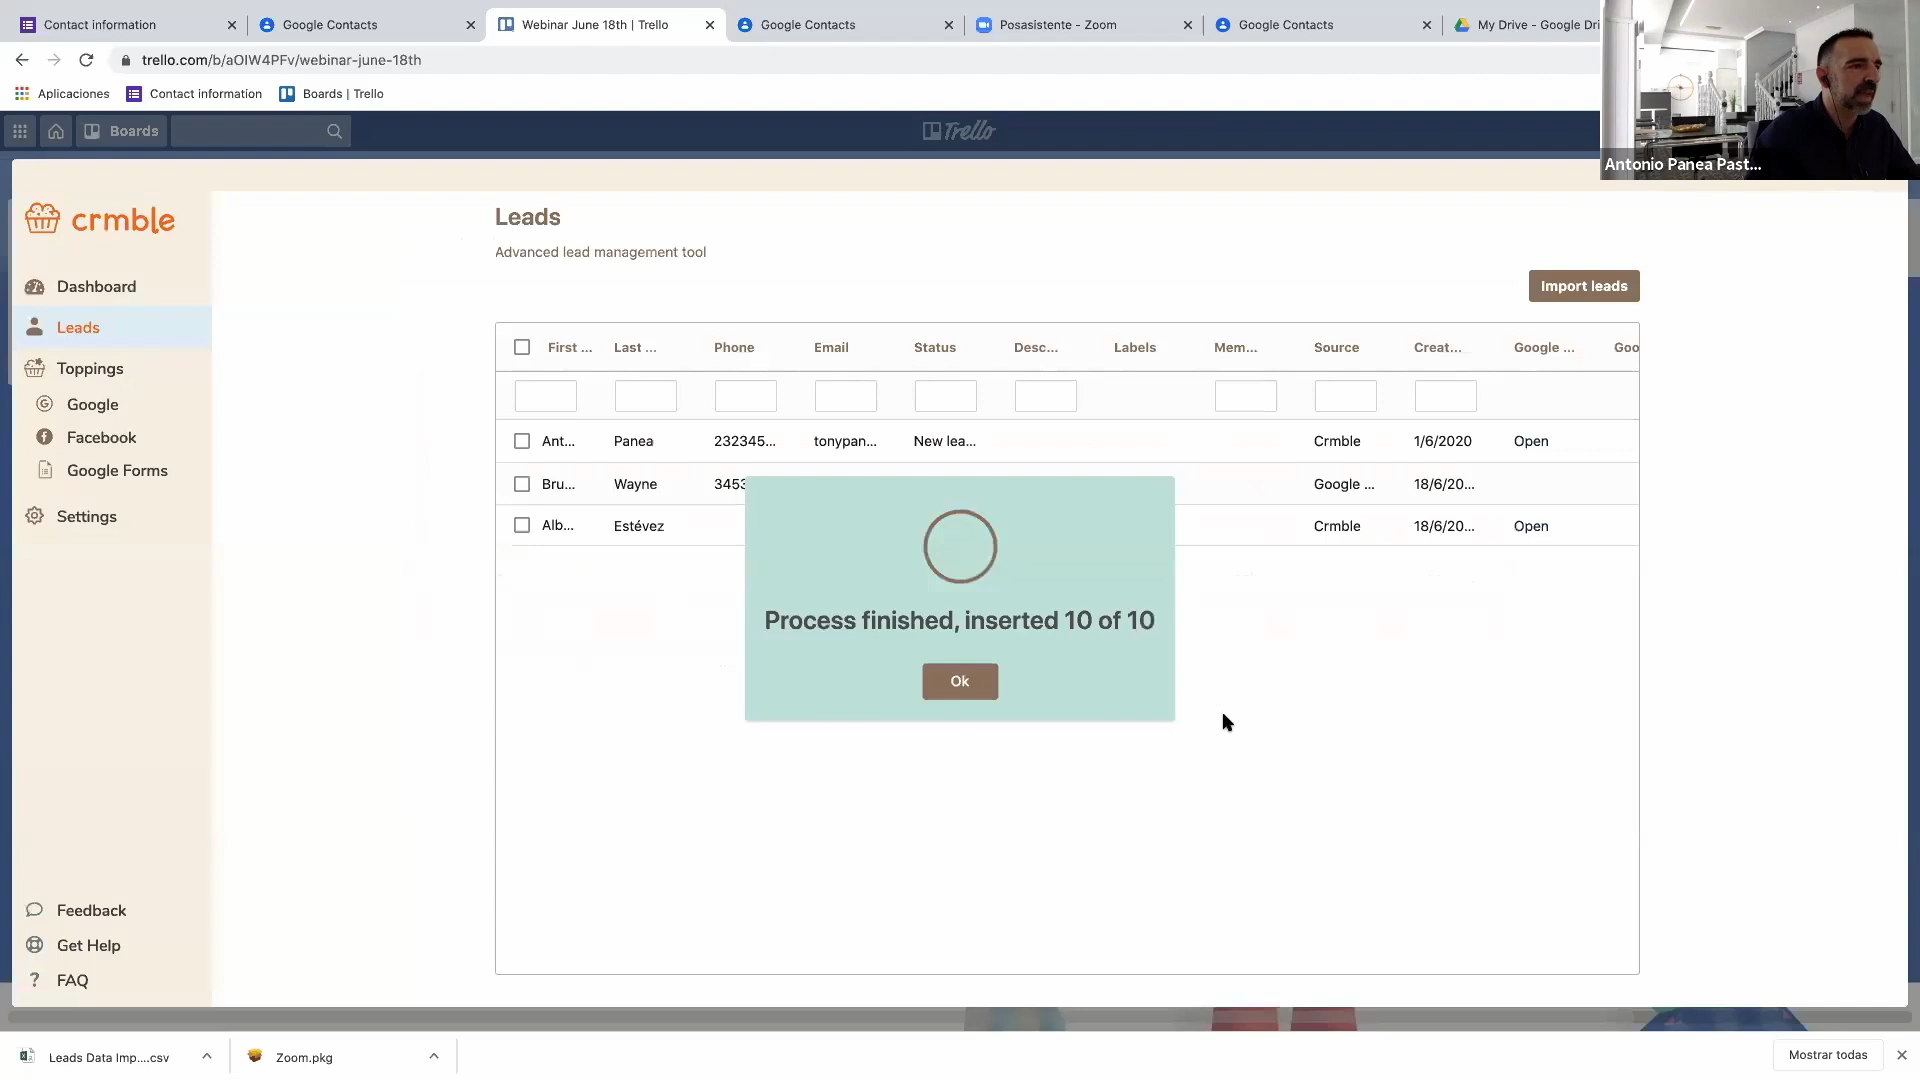 Contact information
Google Contacts
Webinar June 18th | Trello
Google Contacts
Posasistente - Zoom
Google Contacts
My Drive - Google Dri
trello.com/b/aOIW4PFv/webinar-june-18th
Aplicaciones
Contact information
Boards | Trello
Boards
Trello
Antonio Panea Past...
crmble
Dashboard
Leads
Toppings
Google
Facebook
Google Forms
Settings
Feedback
Get Help
FAQ
Leads
Advanced lead management tool
Import leads
First ... Last ... Phone Email Status Desc... Labels Mem... Source Creat... Google ... Goo
Ant... Panea 232345... tonypan... New lea... Crmble 1/6/2020 Open
Bru... Wayne 3453 Google ... 18/6/20...
Alb... Estévez Crmble 18/6/20... Open
Process finished, inserted 10 of 10
Ok
Leads Data Imp....csv
Zoom.pkg
Mostrar todas